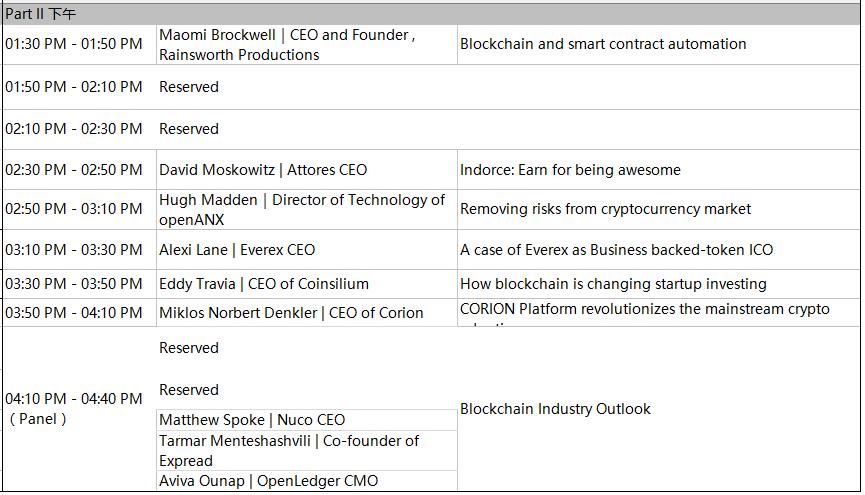 Part II 下午
01:30 PM - 01:50 PM
Maomi Brockwell | CEO and Founder ,
Rainsworth Productions
Blockchain and smart contract automation
01:50 PM - 02:10 PM
Reserved
02:10 PM - 02:30 PM
Reserved
02:30 PM - 02:50 PM
David Moskowitz | Attores CEO
Indorce: Earn for being awesome
02:50 PM - 03:10 PM
Hugh Madden | Director of Technology of
openANX
Removing risks from cryptocurrency market
03:10 PM - 03:30 PM
Alexi Lane | Everex CEO
A case of Everex as Business backed-token ICO
03:30 PM - 03:50 PM
Eddy Travia | CEO of Coinsilium
How blockchain is changing startup investing
03:50 PM - 04:10 PM
Miklos Norbert Denkler | CEO of Corion
CORION Platform revolutionizes the mainstream crypto
04:10 PM - 04:40 PM
( Panel )
Reserved
Reserved
Matthew Spoke | Nuco CEO
Tarmar Menteshashvili | Co-founder of
Expread
Aviva Ounap | OpenLedger CMO
Blockchain Industry Outlook